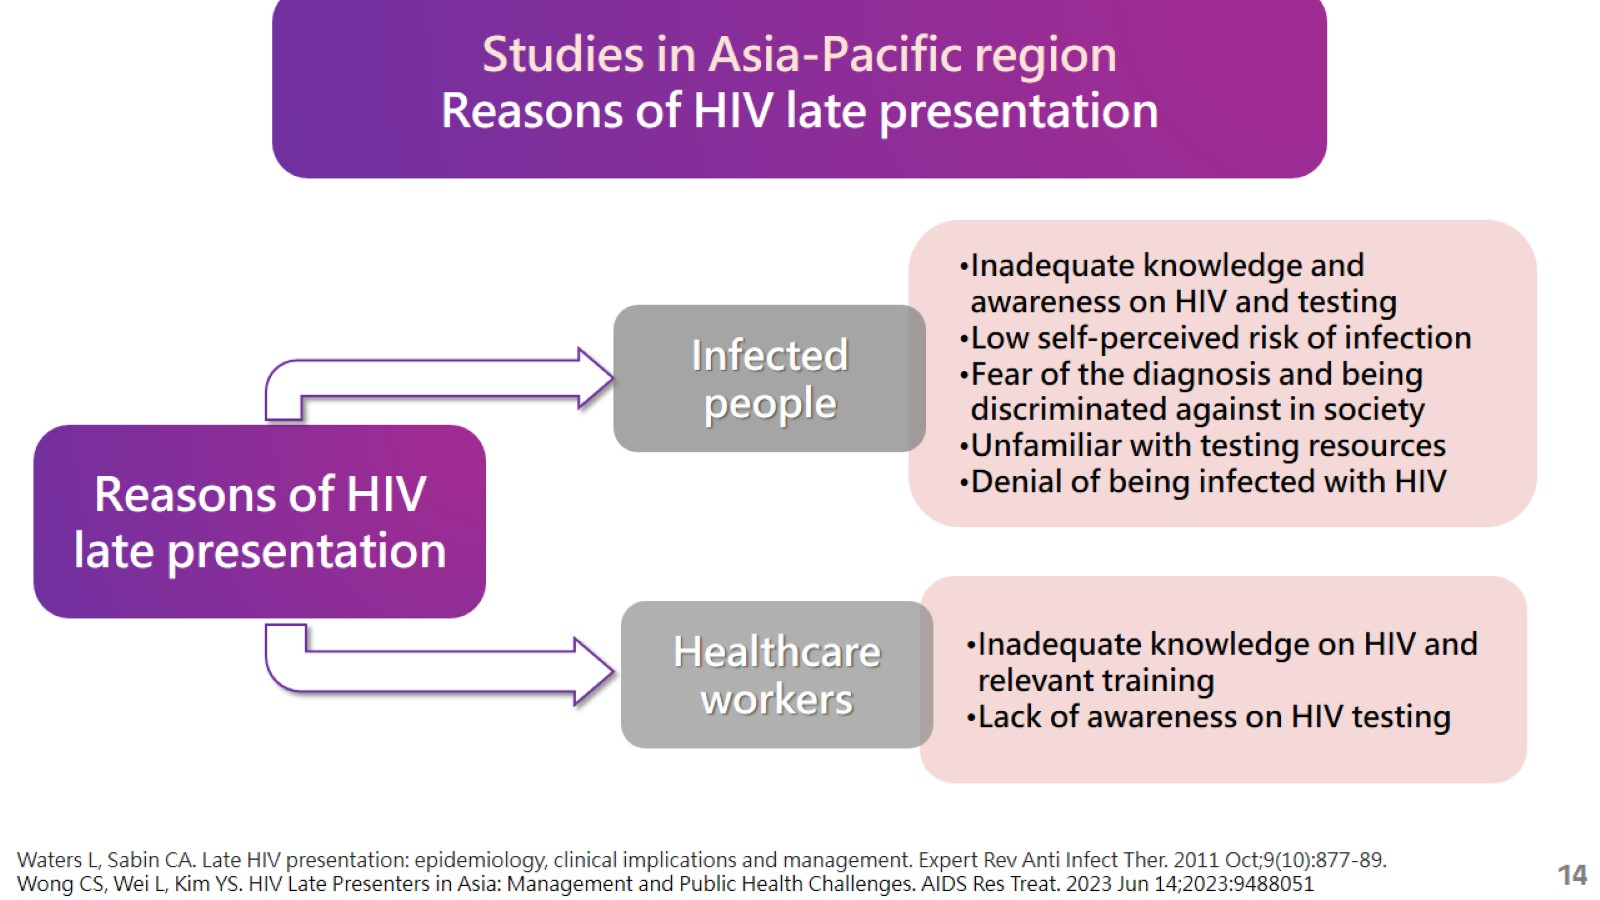 Studies in Asia-Pacific region
Reasons of HIV late presentation
Reasons of HIV
late presentation
Infected
people
•Inadequate knowledge and
awareness on HIV and testing
•Low self-perceived risk of infection
•Fear of the diagnosis and being
discriminated against in society
•Unfamiliar with testing resources
•Denial of being infected with HIV
Healthcare
workers
•Inadequate knowledge on HIV and
relevant training
•Lack of awareness on HIV testing
Waters L, Sabin CA. Late HIV presentation: epidemiology, clinical implications and management. Expert Rev Anti Infect Ther. 2011 Oct;9(10):877-89.
Wong CS, Wei L, Kim YS. HIV Late Presenters in Asia: Management and Public Health Challenges. AIDS Res Treat. 2023 Jun 14;2023:9488051
14